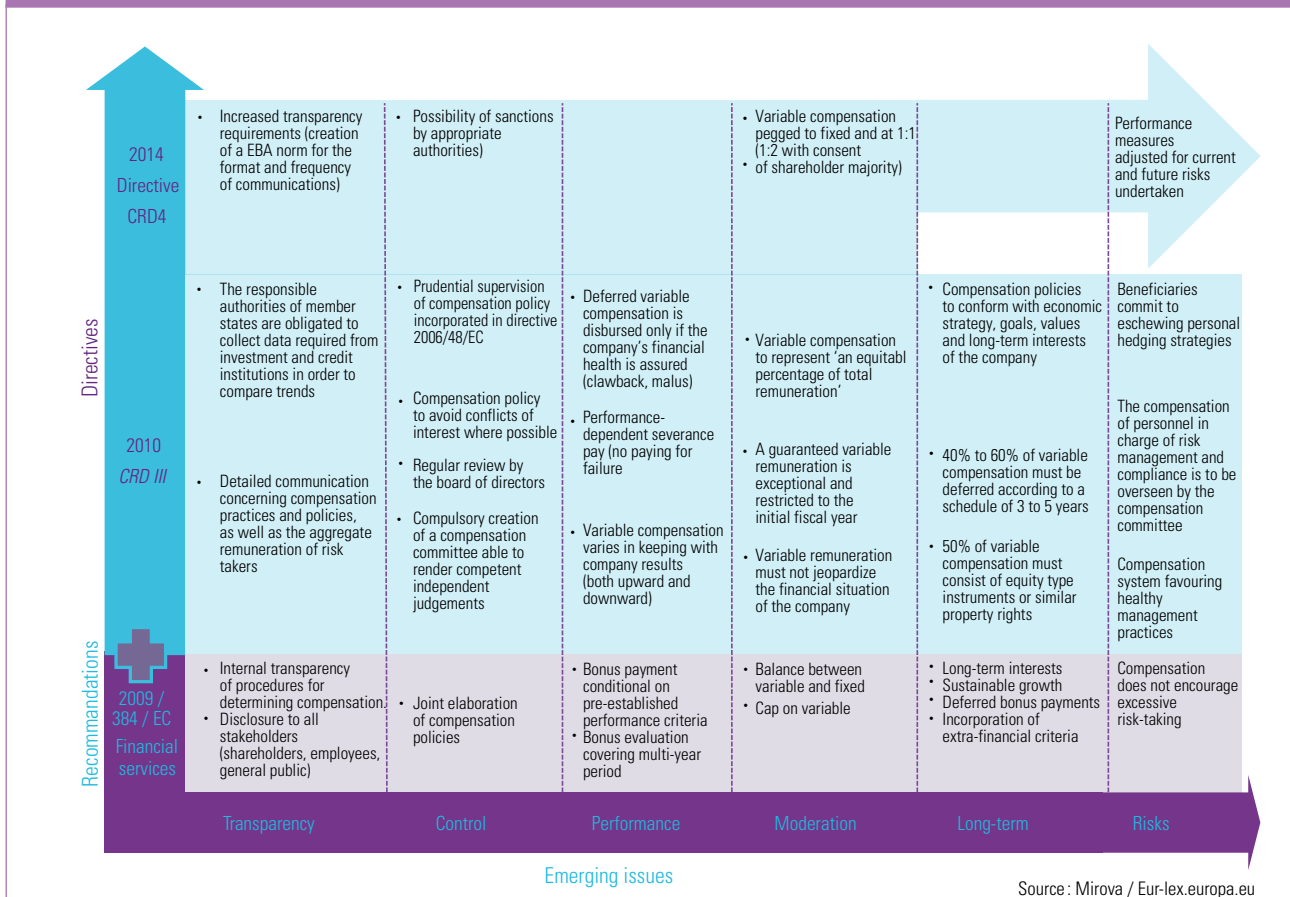 Directives
Recommandations
2014
Directive
CRD4
• Increased transparency
requirements (creation
of a EBA norm for the
format and frequency
of communications)
• Possibility of sanctions
by appropriate
authorities)
• Variable compensation
pegged to fixed and at 1:1
(1:2 with consent
• of shareholder majority)
Performance
measures
adjusted for current
and future risks
undertaken
2010
CRD III
• The responsible
authorities of member
states are obligated to
collect data required from
investment and credit
institutions in order to
compare trends
• Detailed communication
concerning compensation
practices and policies,
as well as the aggregate
remuneration of risk
takers
• Prudential supervision
of compensation policy
incorporated in directive
2006/48/EC
• Compensation policy
to avoid conflicts of
interest where possible
• Regular review by
the board of directors
• Compulsory creation
of a compensation
committee able to
render competent
independent
judgements
• Deferred variable
compensation is
disbursed only if the
company's financial
health is assured
(clawback, malus)
• Performance-
dependent severance
pay (no paying for
failure
• Variable compensation
varies in keeping with
company results
(both upward and
downward)
• Variable compensation
to represent 'an equitabl
percentage of total
remuneration'
• A guaranteed variable
remuneration is
exceptional and
restricted to the
initial fiscal year
• Variable remuneration
must not jeopardize
the financial situation
of the company
• Compensation policies
to conform with economic
strategy, goals, values
and long-term interests
of the company
• 40% to 60% of variable
compensation must be
deferred according to a
schedule of 3 to 5 years
• 50% of variable
compensation must
consist of equity type
instruments or similar
property rights
Beneficiaries
commit to
eschewing personal
hedging strategies
The compensation
of personnel in
charge of risk
management and
compliance is to be
overseen by the
compensation
committee
Compensation
system favouring
healthy
management
practices
2009 /
384 / EC
Financial
services
• Internal transparency
of procedures for
determining compensation.
• Disclosure to all
stakeholders
(shareholders, employees,
general public)
• Joint elaboration
of compensation
policies
• Bonus payment
conditional on
pre-established
performance criteria
• Bonus evaluation
covering multi-year
period
• Balance between
variable and fixed
• Cap on variable
• Long-term interests
• Sustainable growth
• Deferred bonus payments
• Incorporation of
extra-financial criteria
Compensation
does not encourage
excessive
risk-taking
Transparency
Control
Performance
Moderation
Long-term
Risks
Emerging issues
Source : Mirova / Eur-lex.europa.eu